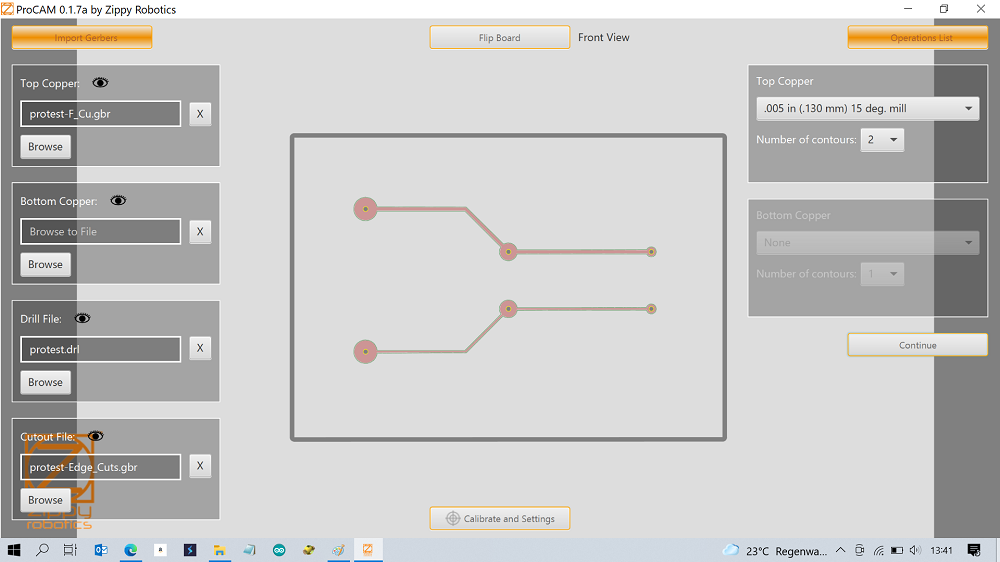 ProCAM 0.1.7a by Zippy Robotics
Import Gerbers
Flip Board
Front View
Operations List
Top Copper:
protest-F_Cu.gbr
X
Browse
Bottom Copper:
Browse to File
X
Browse
Drill File:
protest.drl
X
Browse
Cutout File:
protest-Edge_Cuts.gbr
X
Browse
Zippy
robotics
Top Copper
.005 in (.130 mm) 15 deg. mill
Number of contours: 2
Bottom Copper
None
Number of contours: 1
Continue
Calibrate and Settings
23°C Regenwa... 13:41